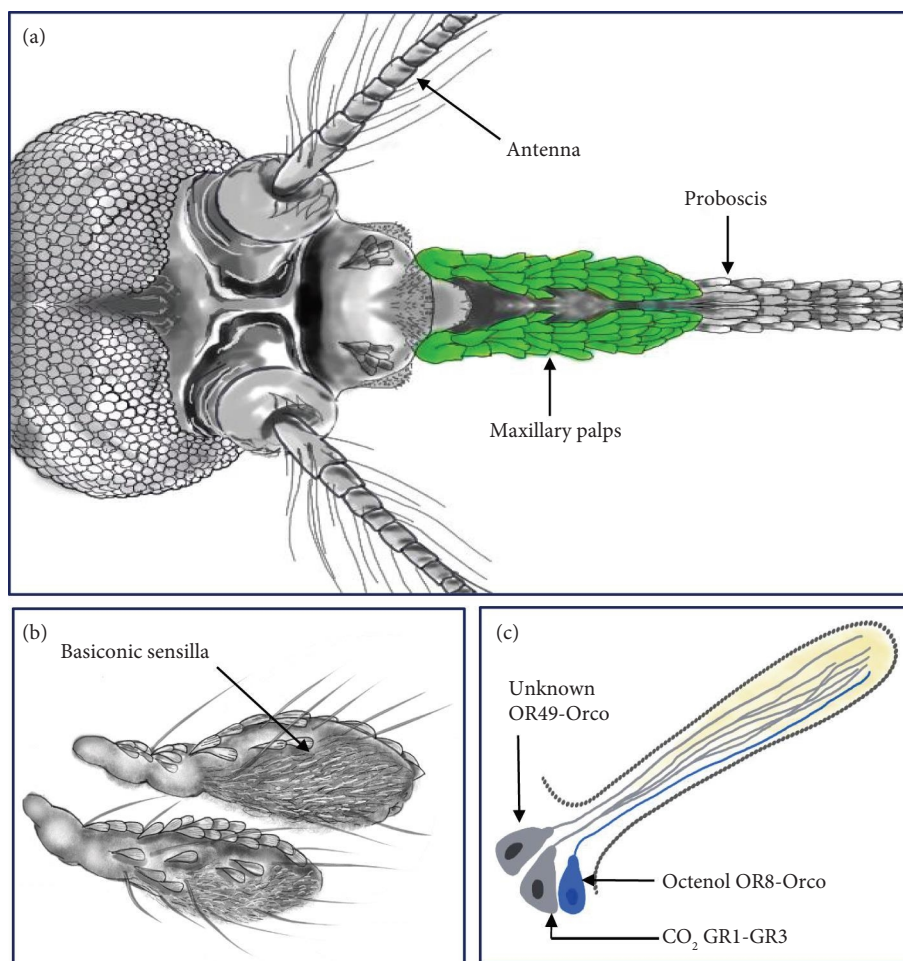 (a)
Antenna
Proboscis
Maxillary palps
(b)
Basiconic sensilla
(c)
Unknown
OR49-Orco
Octenol OR8-Orco
CO₂ GR1-GR3